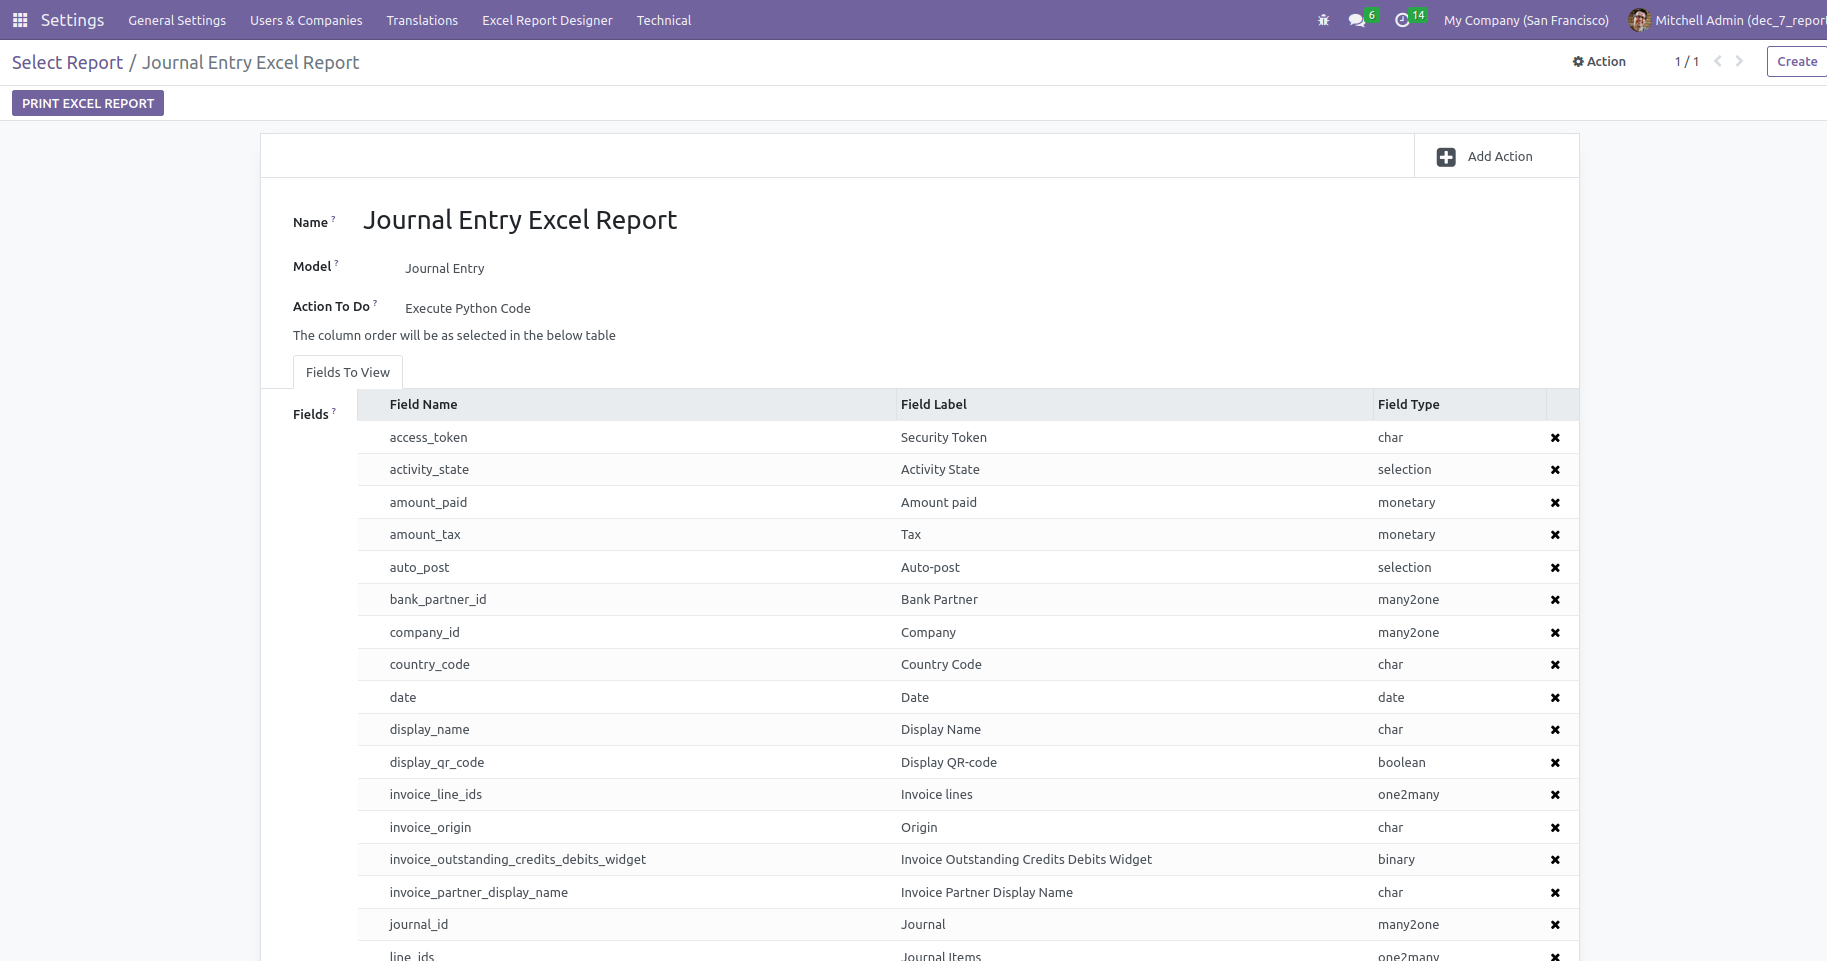 Settings General Settings Users & Companies Translations Excel Report Designer Technical 6 14 My Company (San Francisco) Mitchell Admin (dec_7_report
Select Report / Journal Entry Excel Report Action 1 / 1 Create
PRINT EXCEL REPORT
Add Action
Name ? Journal Entry Excel Report
Model ? Journal Entry
Action To Do ? Execute Python Code
The column order will be as selected in the below table
Fields To View
Fields ? Field Name Field Label Field Type
access_token Security Token char
activity_state Activity State selection
amount_paid Amount paid monetary
amount_tax Tax monetary
auto_post Auto-post selection
bank_partner_id Bank Partner many2one
company_id Company many2one
country_code Country Code char
date Date date
display_name Display Name char
display_qr_code Display QR-code boolean
invoice_line_ids Invoice lines one2many
invoice_origin Origin char
invoice_outstanding_credits_debits_widget Invoice Outstanding Credits Debits Widget binary
invoice_partner_display_name Invoice Partner Display Name char
journal_id Journal many2one
line_ids Journal Items one2many